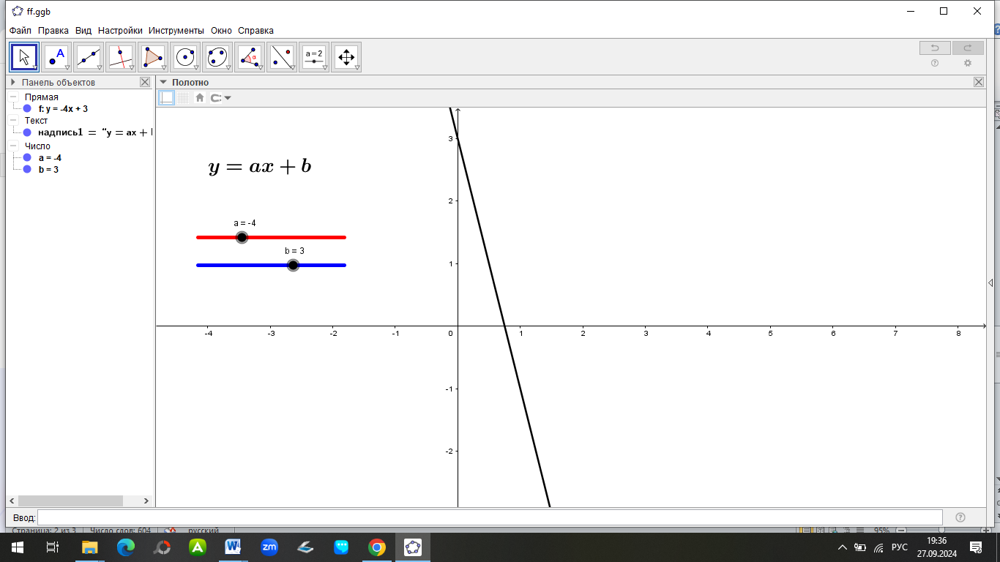 ff.ggb
Файл Правка Вид Настройки Инструменты Окно Справка
A
α
a = 2
Панель объектов
Полотно
Прямая
f: y = -4x + 3
Текст
надпись1 = “y = ax +
Число
a = -4
b = 3
y = ax + b
a = -4
b = 3
3
2
1
-4 -3 -2 -1 0 1 2 3 4 5 6 7 8
-1
-2
Ввод:
Страница: 2 из 3 Число слов: 604 русский 95%
W zm A РУС
19:36
27.09.2024